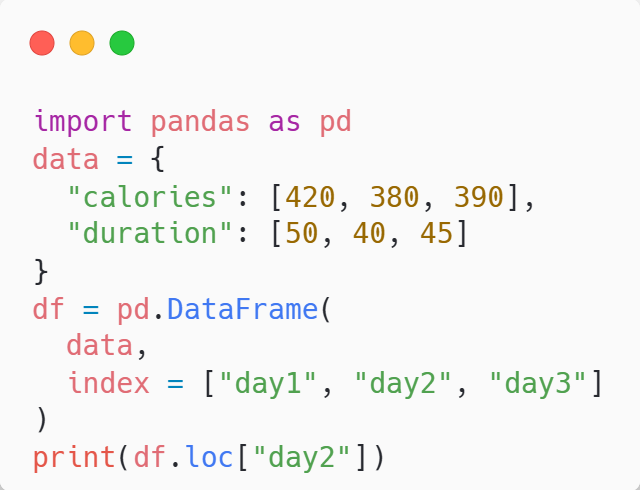 import pandas as pd
data = {
  "calories": [420, 380, 390],
  "duration": [50, 40, 45]
}
df = pd.DataFrame(
  data,
  index = ["day1", "day2", "day3"]
)
print(df.loc["day2"])